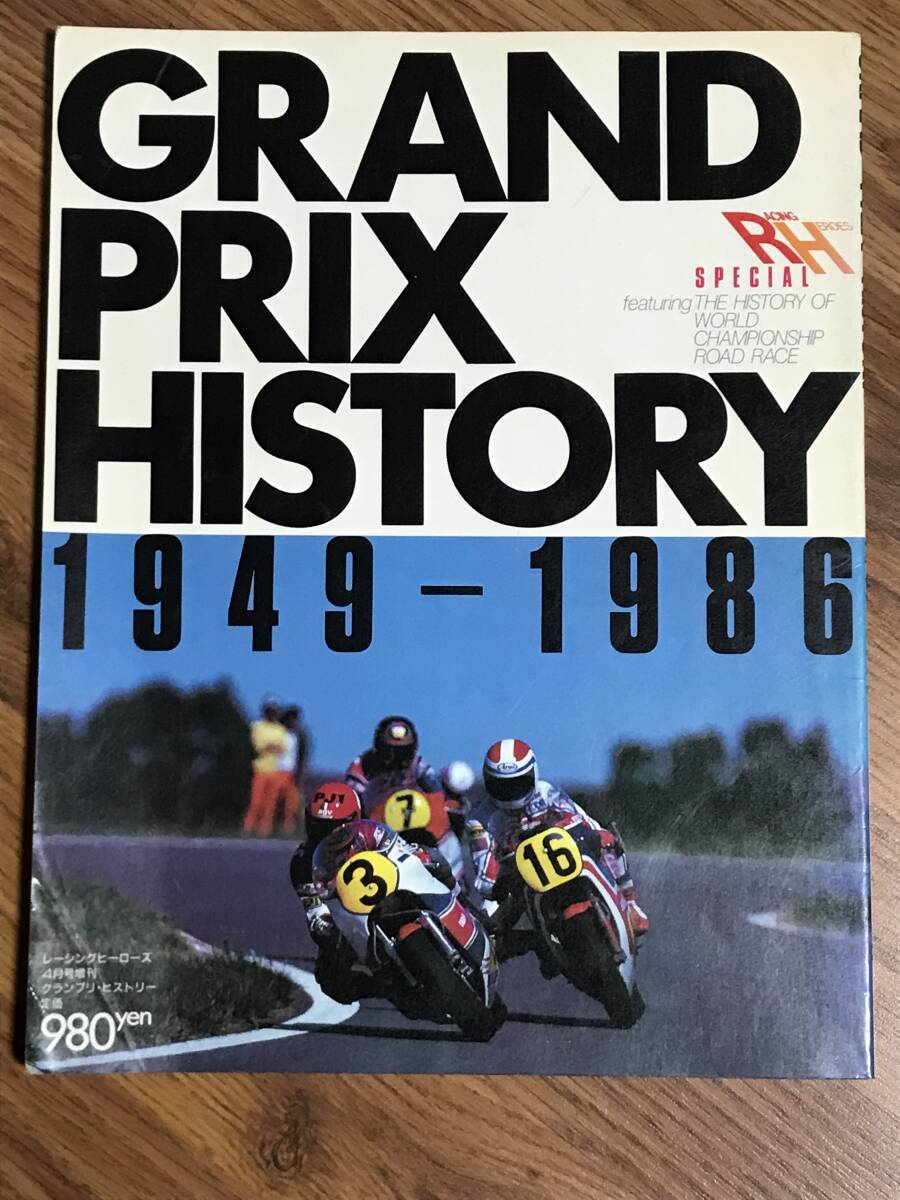 GRAND
PRIX
HISTORY
RACING HEROES
SPECIAL
featuring THE HISTORY OF
WORLD
CHAMPIONSHIP
ROAD RACE
1949-1986
PJ1
Arai
7
3
16
レーシングヒーローズ
4月号増刊
グランプリ・ヒストリー
定価
980yen